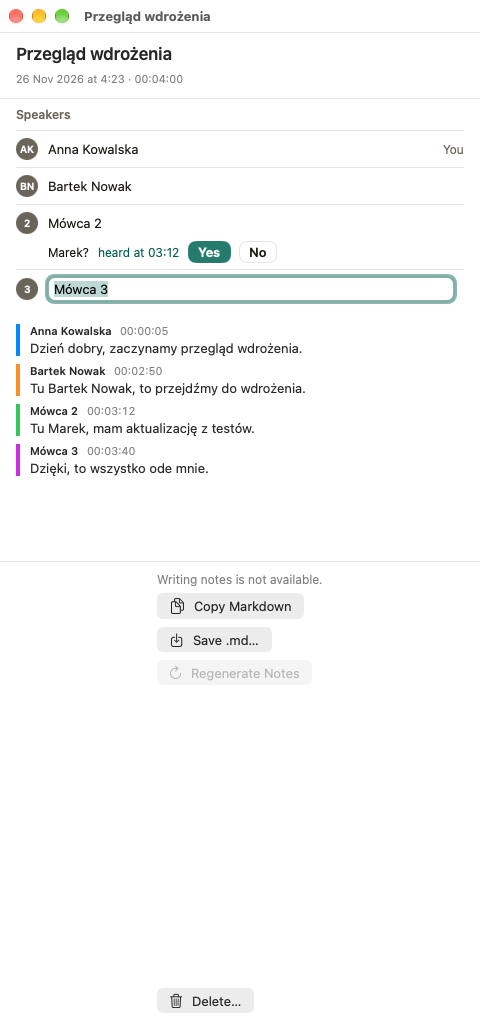 Przegląd wdrożenia
Przegląd wdrożenia
26 Nov 2026 at 4:23 · 00:04:00
Speakers
AK Anna Kowalska You
BN Bartek Nowak
2 Mówca 2
Marek? heard at 03:12 Yes No
3 Mówca 3
Anna Kowalska 00:00:05
Dzień dobry, zaczynamy przegląd wdrożenia.
Bartek Nowak 00:02:50
Tu Bartek Nowak, to przejdźmy do wdrożenia.
Mówca 2 00:03:12
Tu Marek, mam aktualizację z testów.
Mówca 3 00:03:40
Dzięki, to wszystko ode mnie.
Writing notes is not available.
Copy Markdown
Save .md...
Regenerate Notes
Delete...